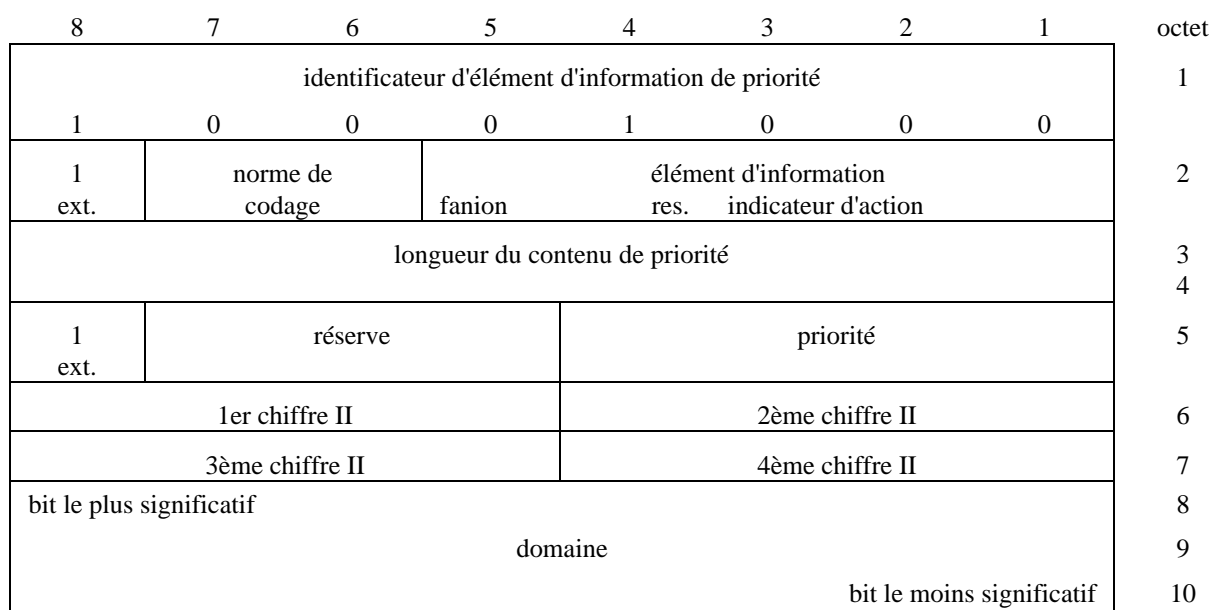 8 7 6 5 4 3 2 1 octet
identificateur d'élément d'information de priorité 1
1 0 0 0 1 0 0 0
1 norme de élément d'information 2
ext. codage fanion res. indicateur d'action
longueur du contenu de priorité 3
4
1 réserve priorité 5
ext.
1er chiffre II 2ème chiffre II 6
3ème chiffre II 4ème chiffre II 7
bit le plus significatif 8
domaine 9
bit le moins significatif 10